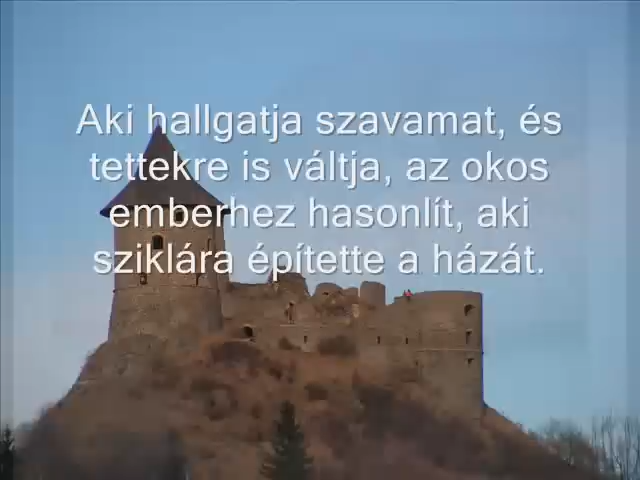 Aki hallgatja szavamat, és
tettekre is váltja, az okos
emberhez hasonlít, aki
sziklára építette a házát.